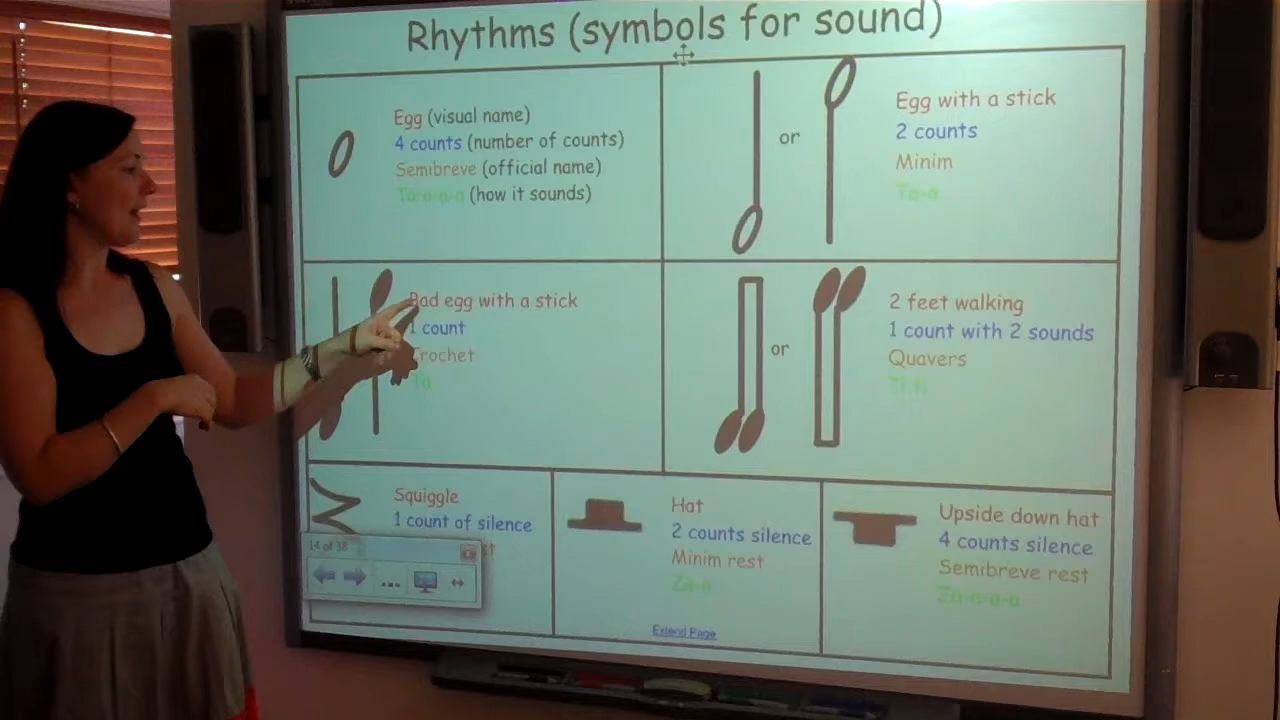 Rhythms (symbols for sound)
Egg (visual name)
4 counts (number of counts)
Semibreve (official name)
Ta-a-a-a (how it sounds)
or
Egg with a stick
2 counts
Minim
Ta-a
Bad egg with a stick
1 count
Crochet
Ta
or
2 feet walking
1 count with 2 sounds
Quavers
Ti ti
Squiggle
1 count of silence
14 of 38
Hat
2 counts silence
Minim rest
Za-a
Upside down hat
4 counts silence
Semibreve rest
Za-a-a-a
Extend Page